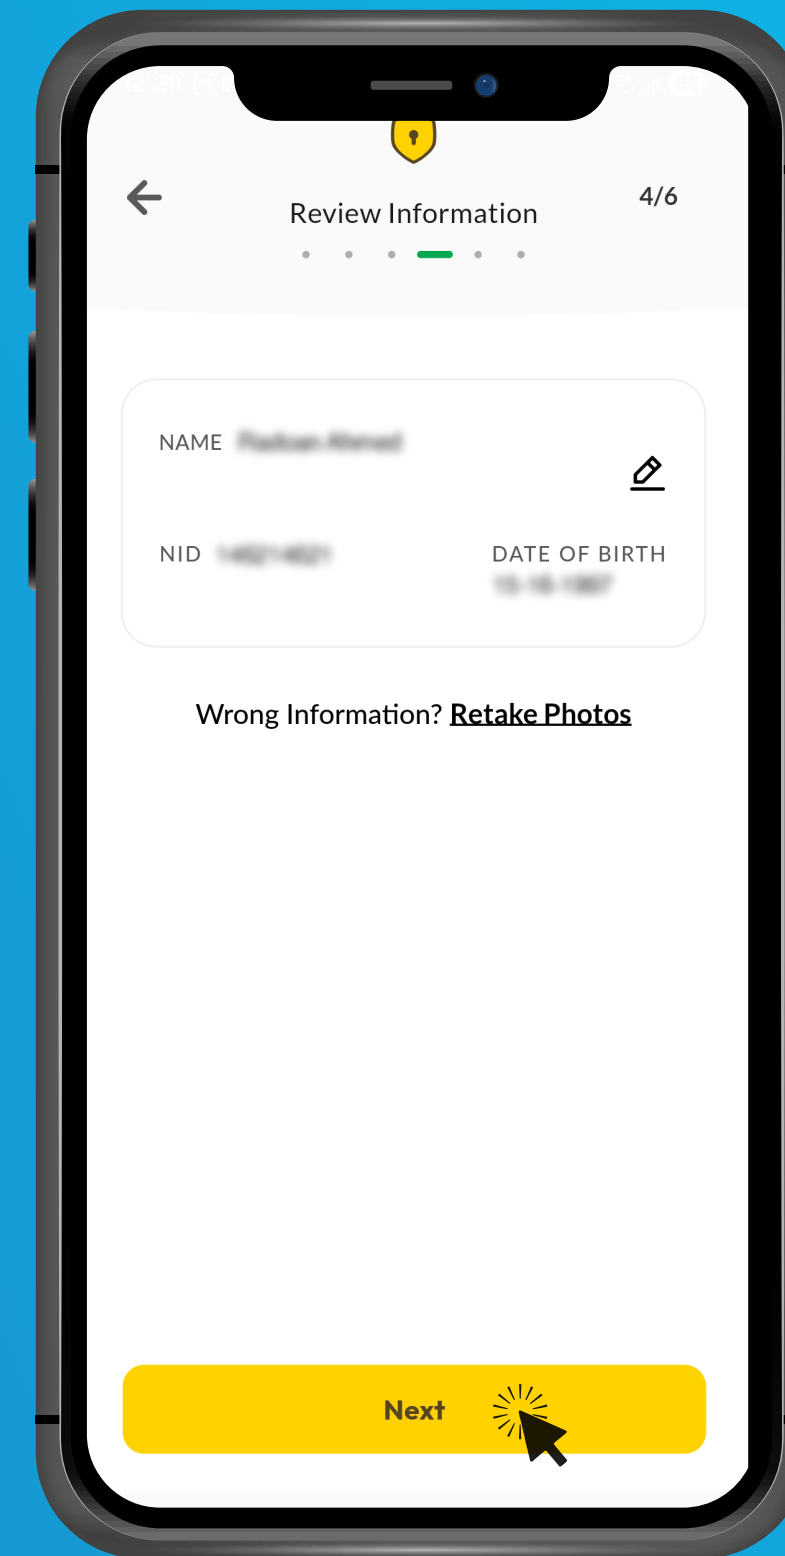 4/6
Review Information
NAME
NID
DATE OF BIRTH
Wrong Information? Retake Photos
Next